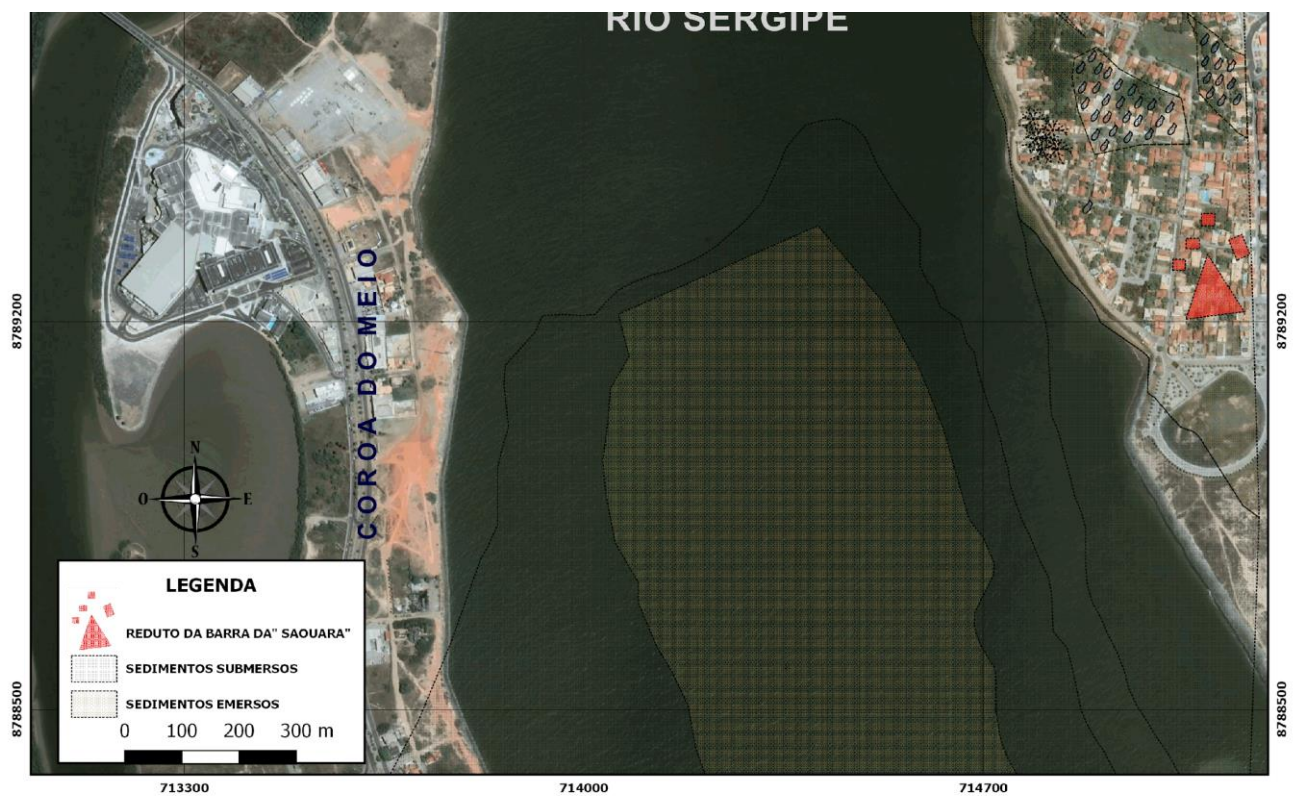 RIO SERGIPE
8789200
8789200
COROA DO MEIO
N
O
E
S
LEGENDA
REDUTO DA BARRA DA" SAOUARA"
SEDIMENTOS SUBMERSOS
SEDIMENTOS EMERSOS
0 100 200 300 m
8788500
8788500
713300
714000
714700